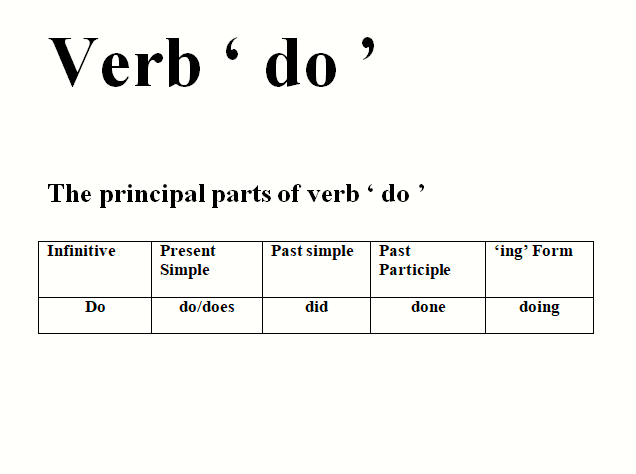 Verb ‘ do ’
The principal parts of verb ‘ do ’
Infinitive Present Simple Past simple Past Participle ‘ing’ Form
Do do/does did done doing